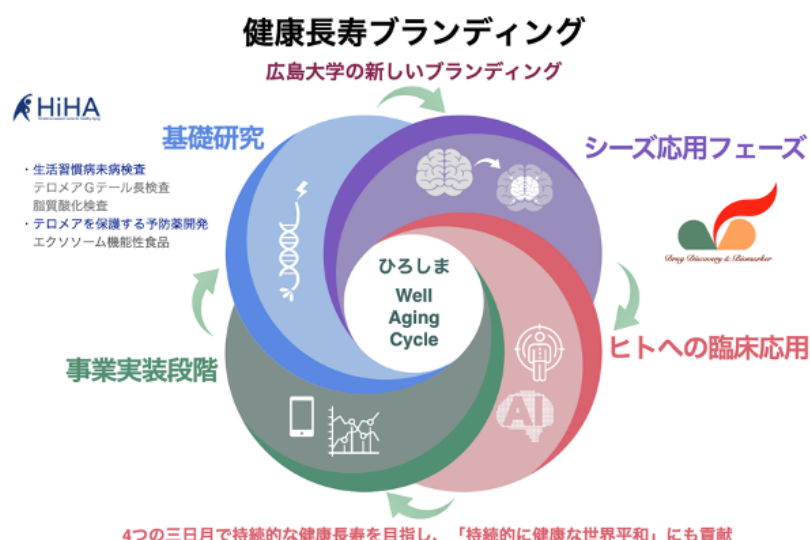 健康長寿ブランディング
広島大学の新しいブランディング
HiHA
基礎研究
シーズ応用フェーズ
・生活習慣病未病検査
テロメアGテール長検査
脂質酸化検査
・テロメアを保護する予防薬開発
エクソソーム機能性食品
Drug Discovery & Biomarker
ひろしま
Well
Aging
Cycle
ヒトへの臨床応用
事業実装段階
AI
4つの三日月で持続的な健康長寿を目指し、「持続的に健康な世界平和」にも貢献